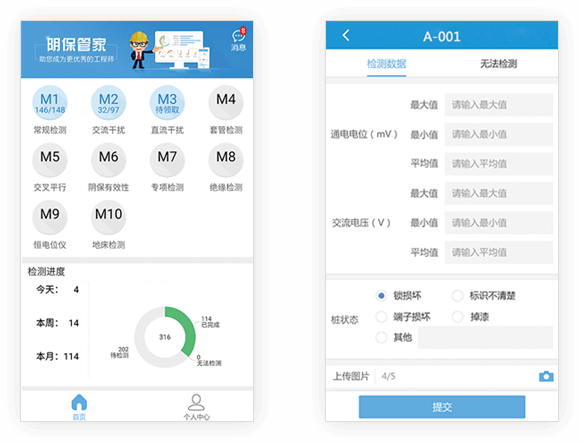 阴保管家
助您成为更优秀的工程师
8
消息
M1
146/148
常规检测
M2
32/97
交流干扰
M3
待领取
直流干扰
M4
套管检测
M5
交叉平行
M6
阴保有效性
M7
专项检测
M8
绝缘检测
M9
恒电位仪
M10
地床检测
检测进度
今天： 4
本周： 14
本月：114
316
114
已完成
202
待检测
0
无法检测
首页
个人中心
A-001
检测数据 无法检测
通电电位（mV）
最大值 请输入最大值
最小值 请输入最小值
平均值 请输入平均值
交流电压（V）
最大值 请输入最大值
最小值 请输入最小值
平均值 请输入平均值
桩状态
锁损坏 标识不清楚
端子损坏 掉漆
其他
上传图片 4/5
提交